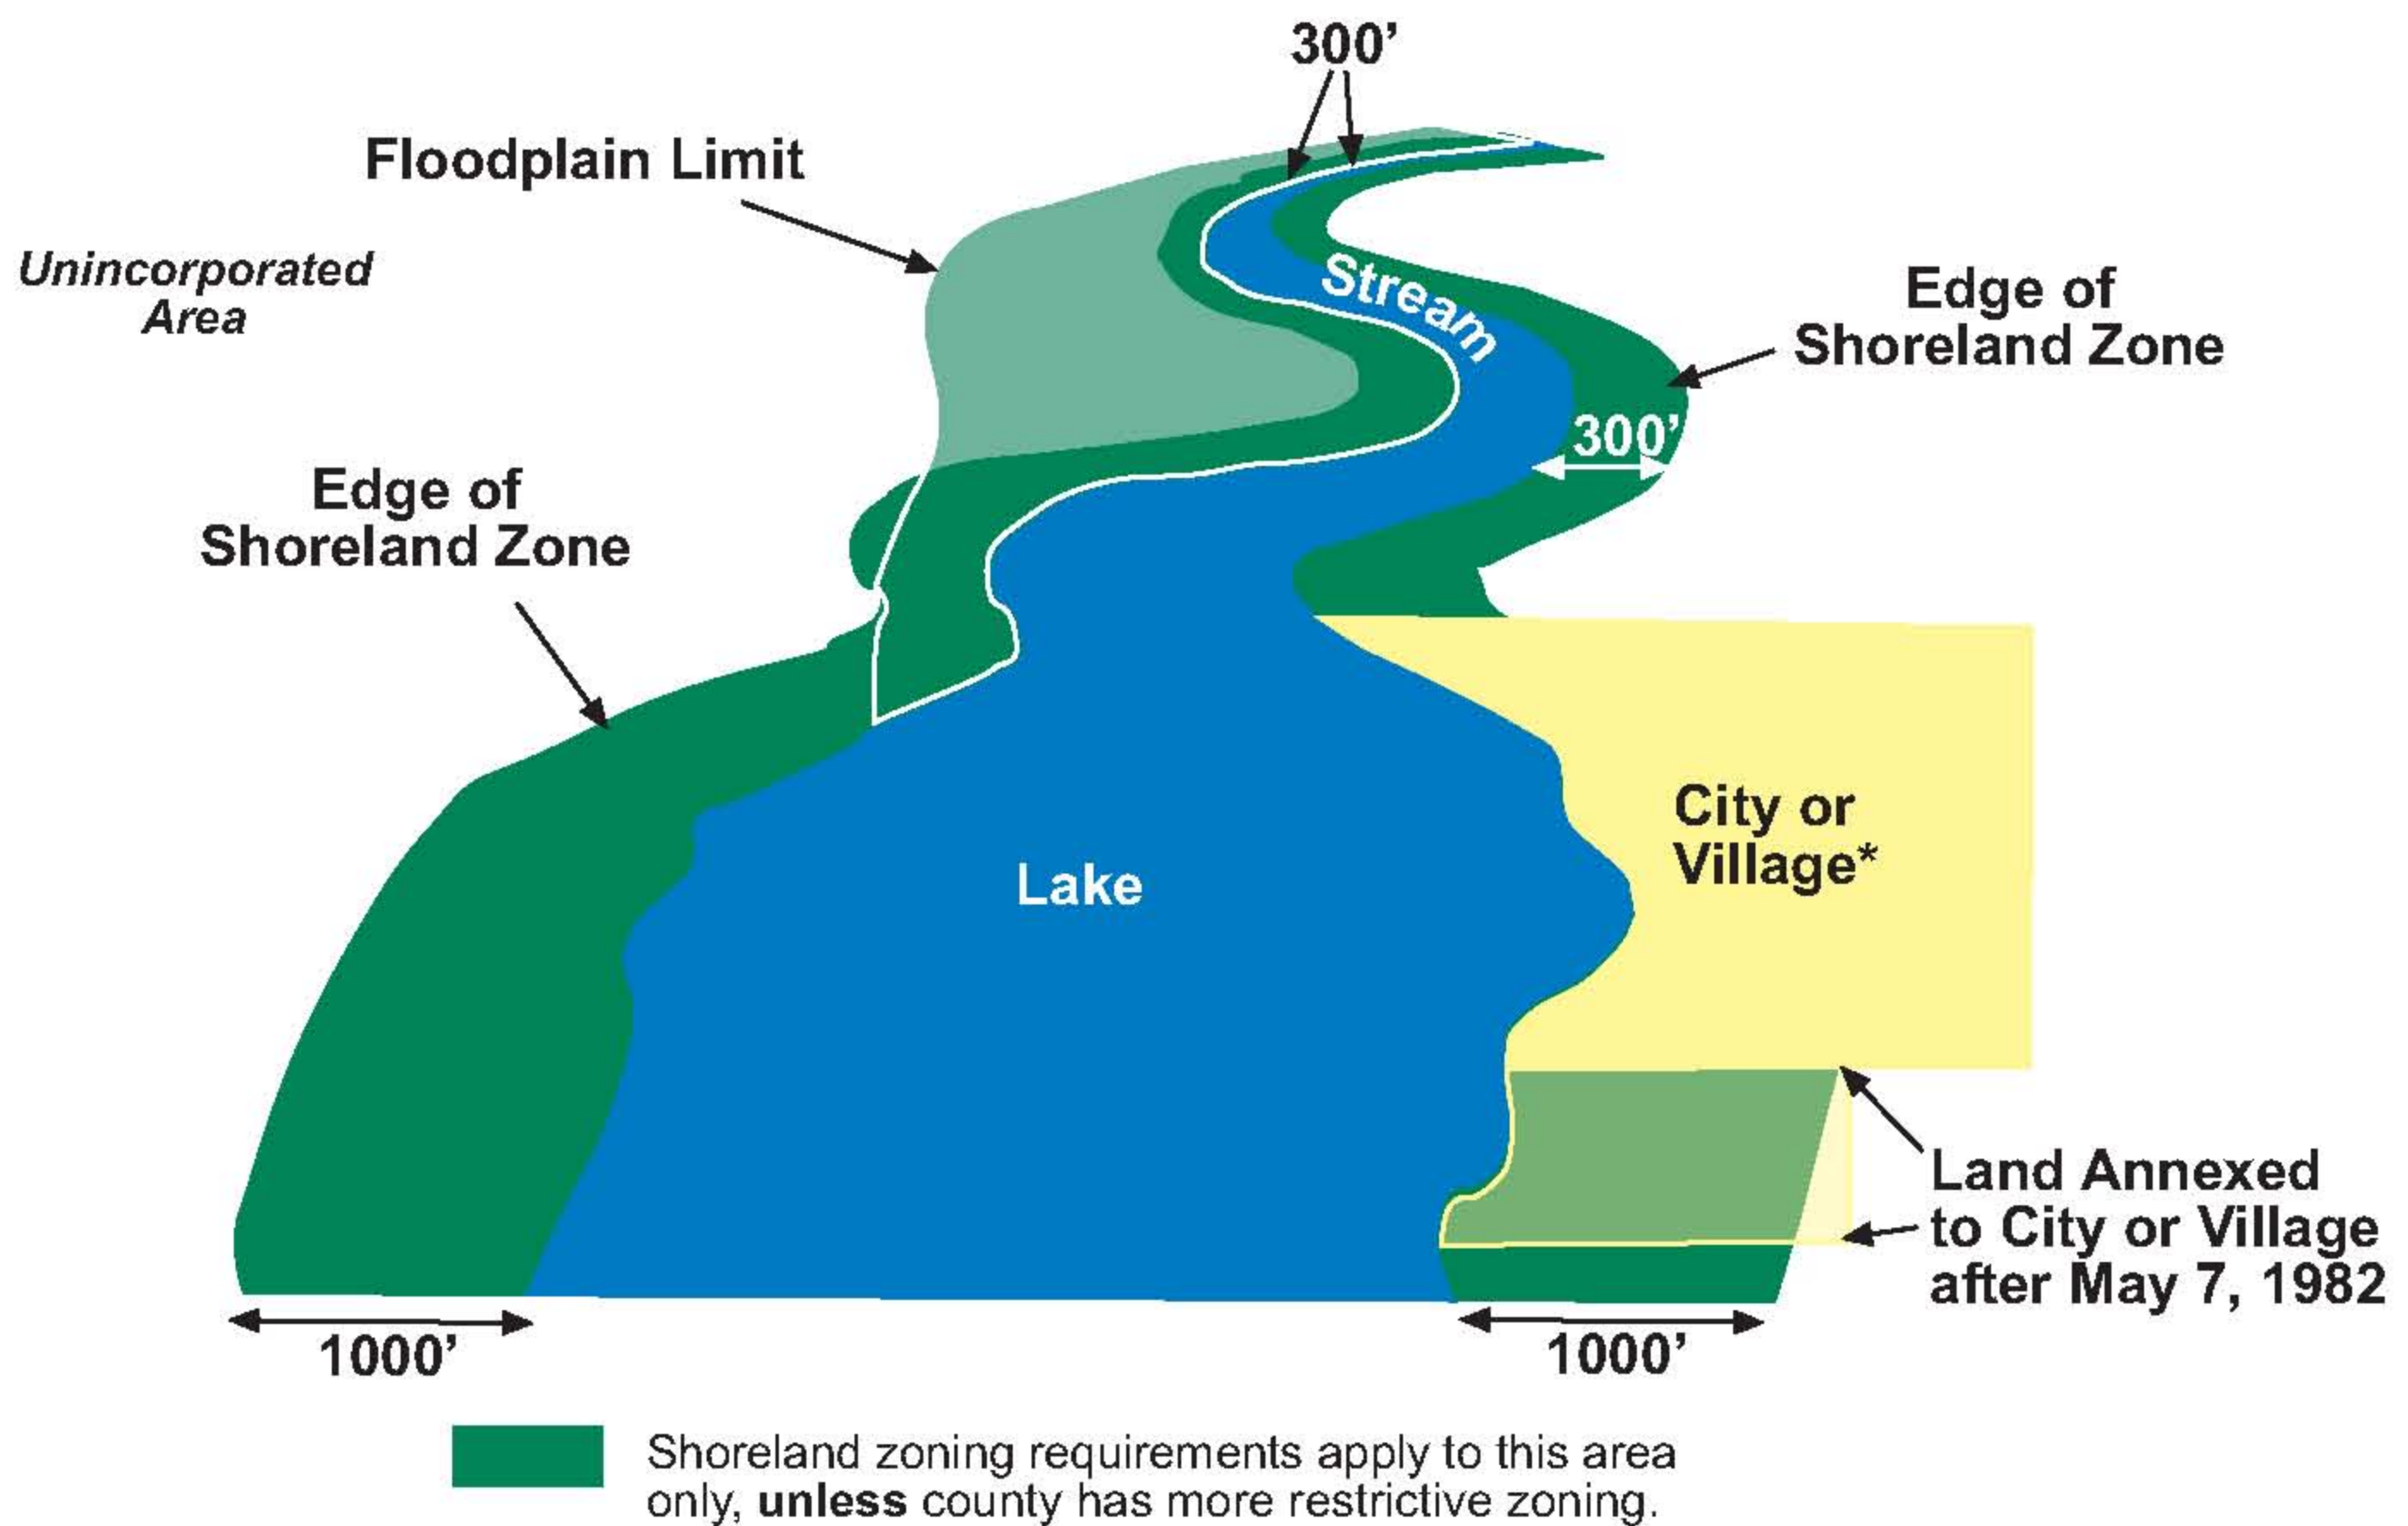 300’
Floodplain Limit
Unincorporated
Area
Stream
Edge of
Shoreland Zone
300’
Edge of
Shoreland Zone
City or
Village*
Lake
Land Annexed
to City or Village
after May 7, 1982
1000’
1000’
Shoreland zoning requirements apply to this area
only, unless county has more restrictive zoning.